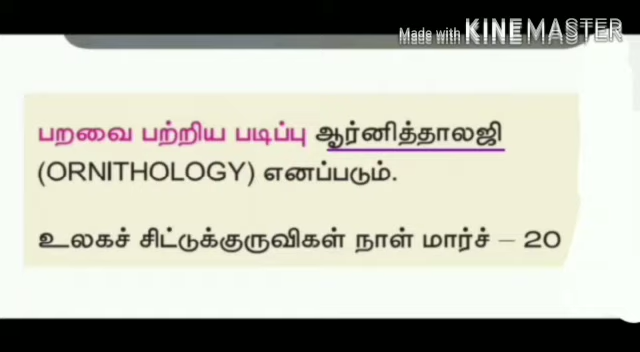 Made with KINEMASTER
பறவை பற்றிய படிப்பு ஆர்னித்தாலஜி
(ORNITHOLOGY) எனப்படும்.
உலகச் சிட்டுக்குருவிகள் நாள் மார்ச் – 20